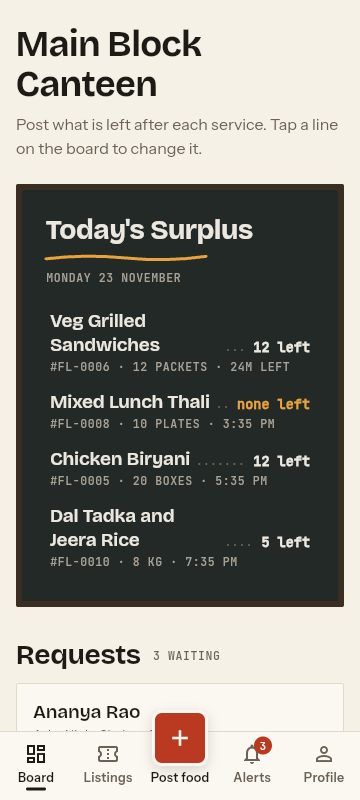 Main Block
Canteen
Post what is left after each service. Tap a line
on the board to change it.
Today's Surplus
MONDAY 23 NOVEMBER
Veg Grilled
Sandwiches ... 12 left
#FL-0006 · 12 PACKETS · 24M LEFT
Mixed Lunch Thali .. none left
#FL-0008 · 10 PLATES · 3:35 PM
Chicken Biryani ....... 12 left
#FL-0005 · 20 BOXES · 5:35 PM
Dal Tadka and
Jeera Rice .... 5 left
#FL-0010 · 8 KG · 7:35 PM
Requests 3 WAITING
Ananya Rao
3
Board Listings Post food Alerts Profile